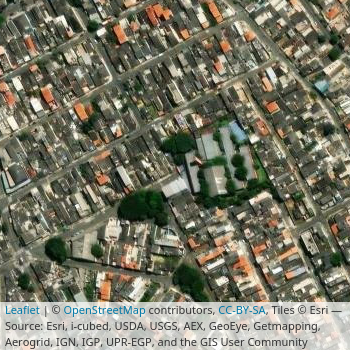 Leaflet | © OpenStreetMap contributors, CC-BY-SA, Tiles © Esri —
Source: Esri, i-cubed, USDA, USGS, AEX, GeoEye, Getmapping,
Aerogrid, IGN, IGP, UPR-EGP, and the GIS User Community